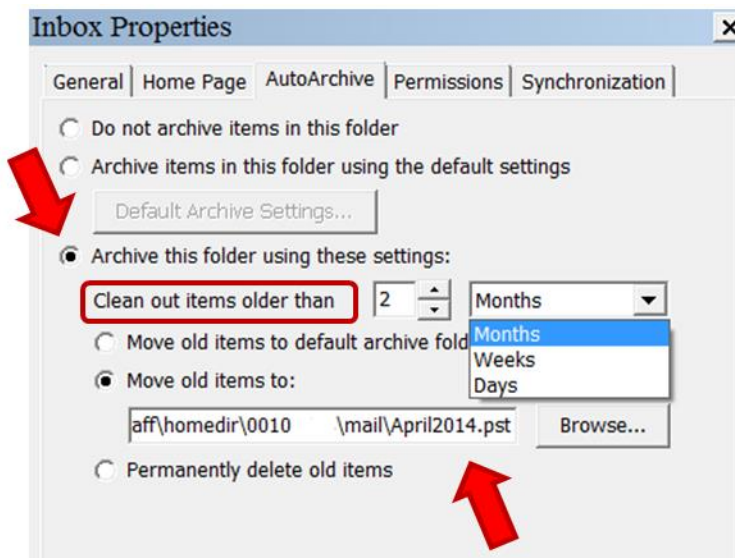 Inbox Properties
General Home Page AutoArchive Permissions Synchronization
Do not archive items in this folder
Archive items in this folder using the default settings
Default Archive Settings...
Archive this folder using these settings:
Clean out items older than 2 Months
Months
Move old items to default archive fold
Weeks
Days
Move old items to:
aff\homedir\0010 \mail\April2014.pst Browse...
Permanently delete old items